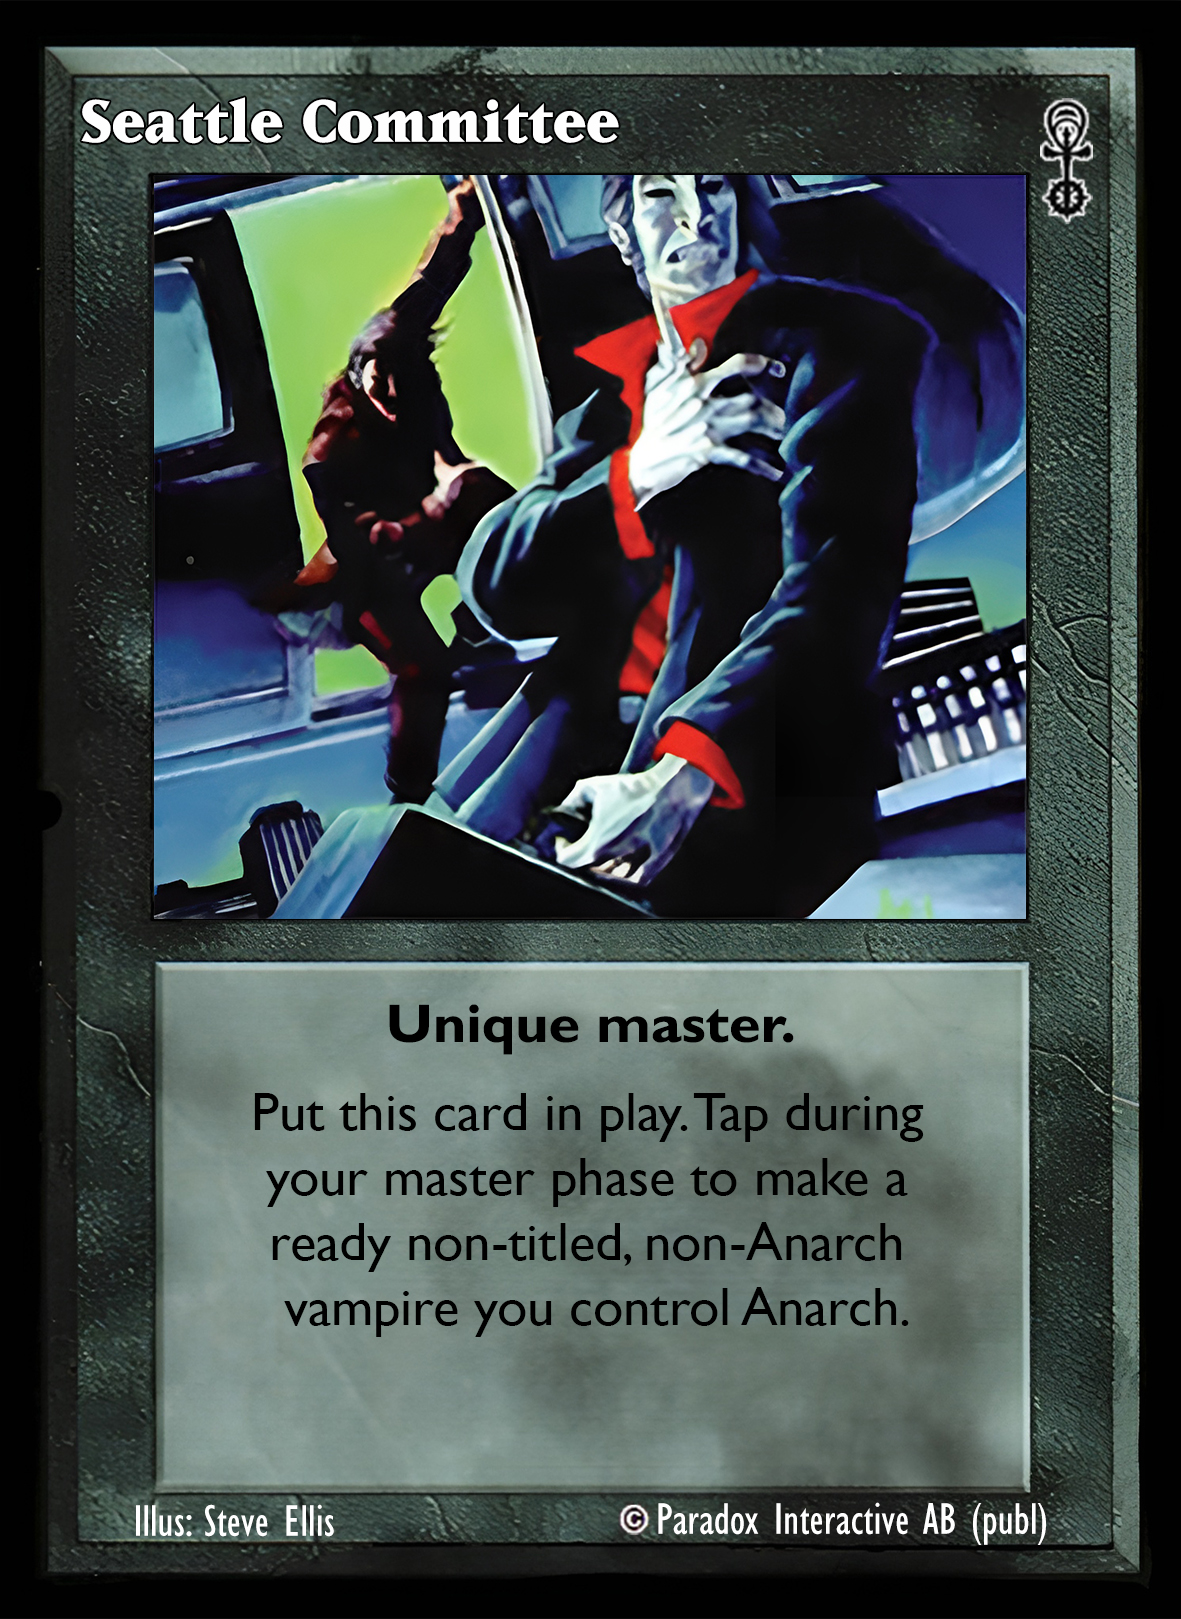 Seattle Committee
Unique master.
Put this card in play. Tap during
your master phase to make a
ready non-titled, non-Anarch
vampire you control Anarch.
Illus: Steve Ellis
© Paradox Interactive AB (publ)